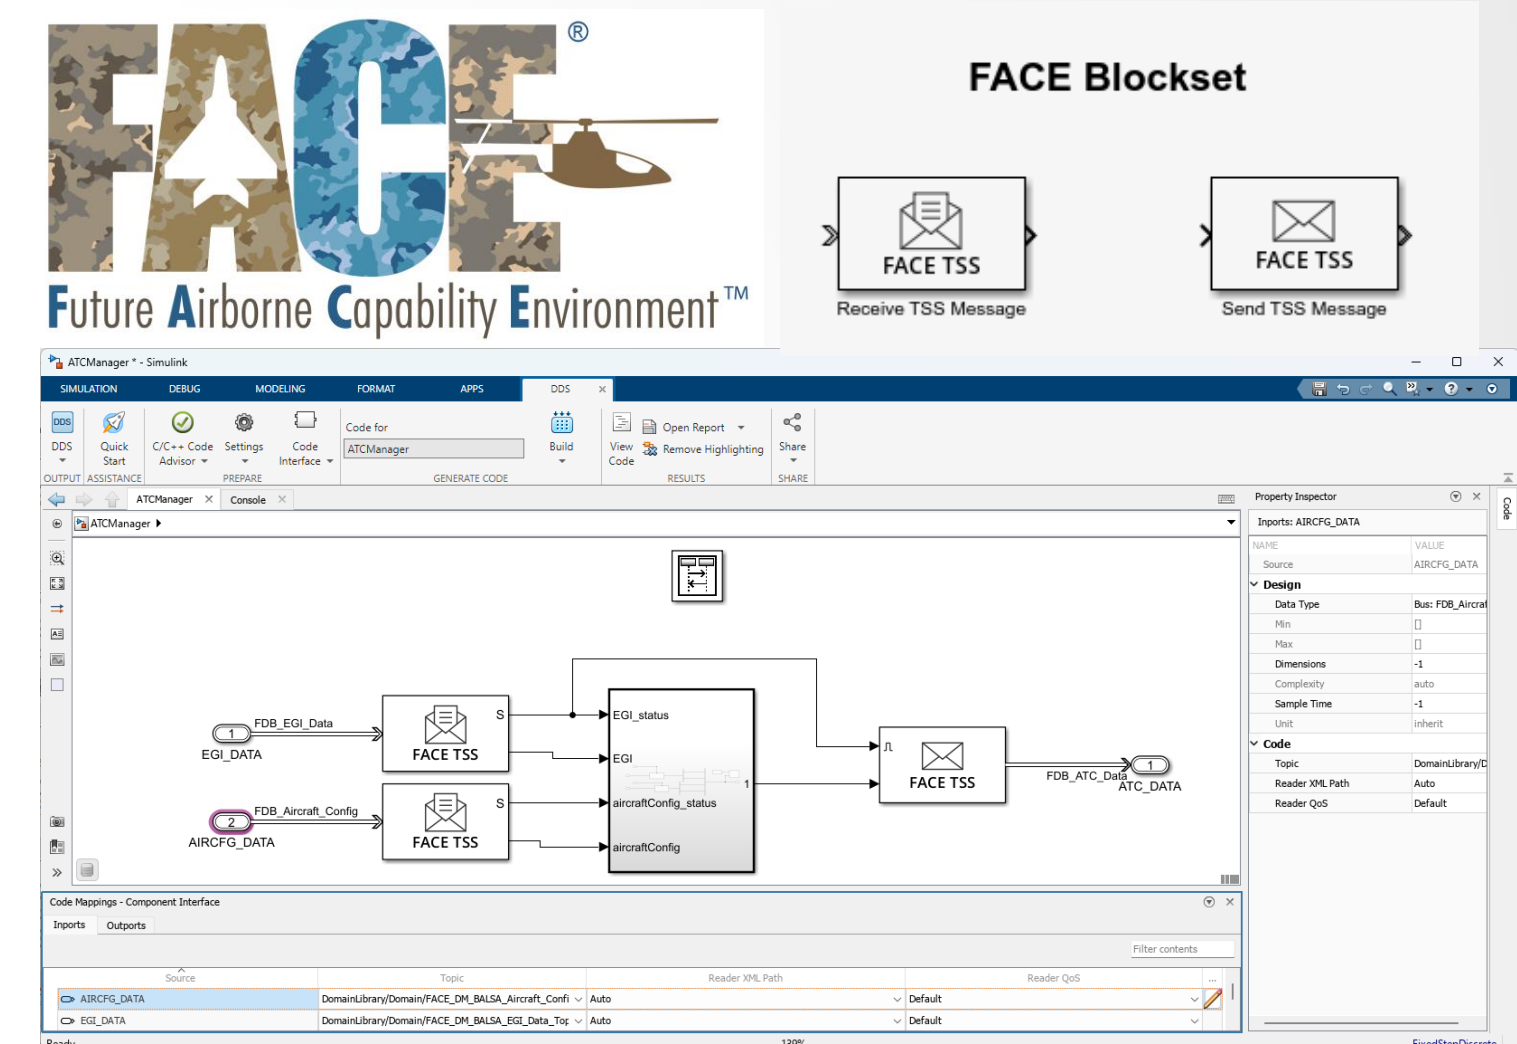 FACE®
Future Airborne Capability Environment™
FACE Blockset
FACE TSS
Receive TSS Message
FACE TSS
Send TSS Message
ATCManager * - Simulink
SIMULATION DEBUG MODELING FORMAT APPS DDS
DDS
DDS
Quick
Start
C/C++ Code
Advisor
Settings
Code
Interface
Code for
ATCManager
Build
View
Code
Open Report
Remove Highlighting
Share
OUTPUT ASSISTANCE PREPARE GENERATE CODE RESULTS SHARE
ATCManager Console
ATCManager
FDB_EGI_Data
1
EGI_DATA
FACE TSS
S
FDB_Aircraft_Config
2
AIRCFG_DATA
FACE TSS
S
EGI_status
EGI
aircraftConfig_status
aircraftConfig
1
FACE TSS
FDB_ATC_Data
1
ATC_DATA
Property Inspector
Code
Inports: AIRCFG_DATA
NAME VALUE
Source AIRCFG_DATA
Design
Data Type Bus: FDB_Aircraf
Min []
Max []
Dimensions -1
Complexity auto
Sample Time -1
Unit inherit
Code
Topic DomainLibrary/D
Reader XML Path Auto
Reader QoS Default
Code Mappings - Component Interface
Inports Outports
Filter contents
Source Topic Reader XML Path Reader QoS ...
AIRCFG_DATA DomainLibrary/Domain/FACE_DM_BALSA_Aircraft_Confi Auto Default
EGI_DATA DomainLibrary/Domain/FACE_DM_BALSA_EGI_Data_Top Auto Default
Ready 139% FixedStepDiscrete